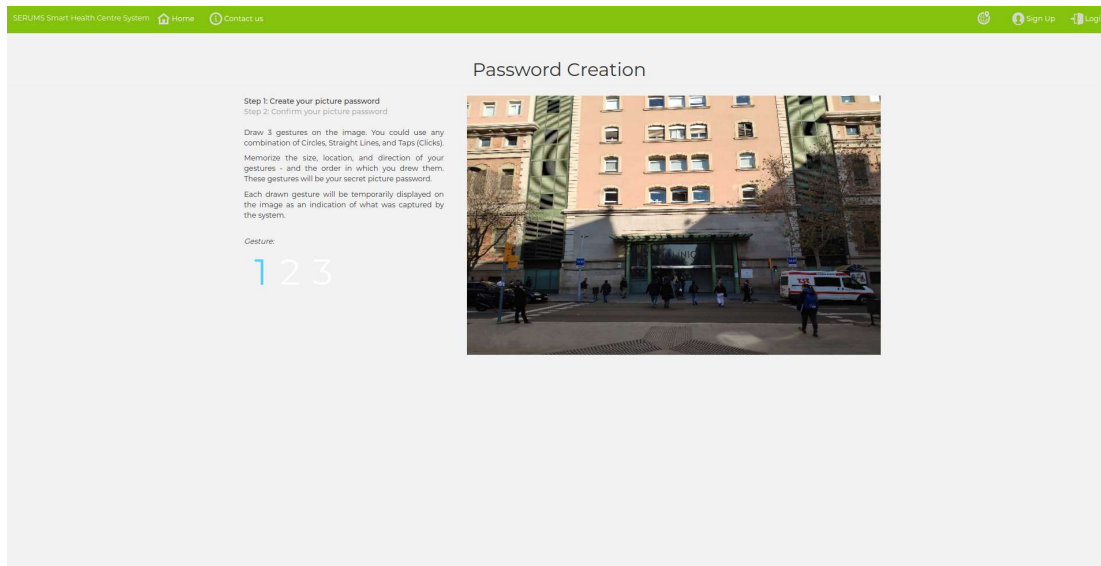 SERUMS Smart Health Centre System Home Contact us Sign Up Logi
Password Creation
Step 1: Create your picture password
Step 2: Confirm your picture password
Draw 3 gestures on the image. You could use any
combination of Circles, Straight Lines, and Taps (Clicks).
Memorize the size, location, and direction of your
gestures - and the order in which you drew them.
These gestures will be your secret picture password.
Each drawn gesture will be temporarily displayed on
the image as an indication of what was captured by
the system.
Gesture:
1 2 3